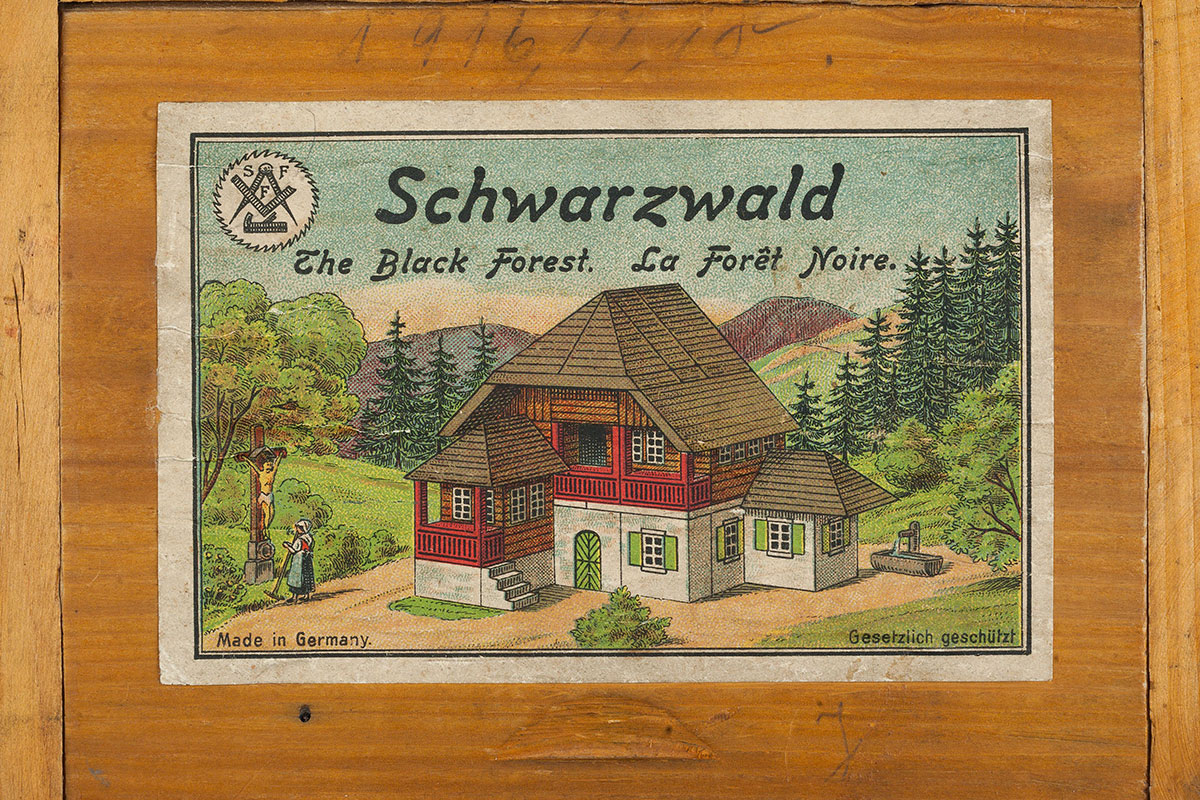 S F F
Schwarzwald
The Black Forest. La Forêt Noire.
Made in Germany.
Gesetzlich geschützt